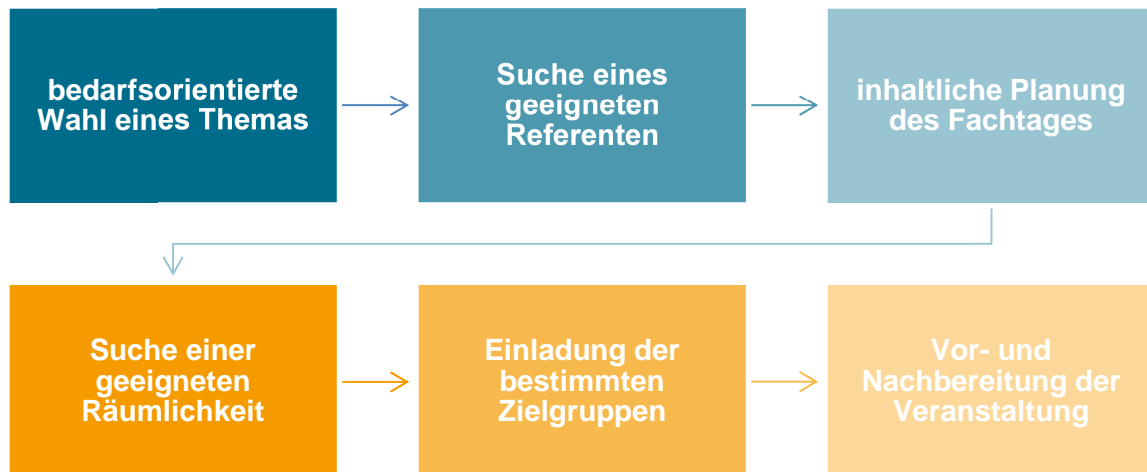 bedarfsorientierte
Wahl eines Themas
Suche eines
geeigneten
Referenten
inhaltliche Planung
des Fachtages
Suche einer
geeigneten
Räumlichkeit
Einladung der
bestimmten
Zielgruppen
Vor- und
Nachbereitung der
Veranstaltung